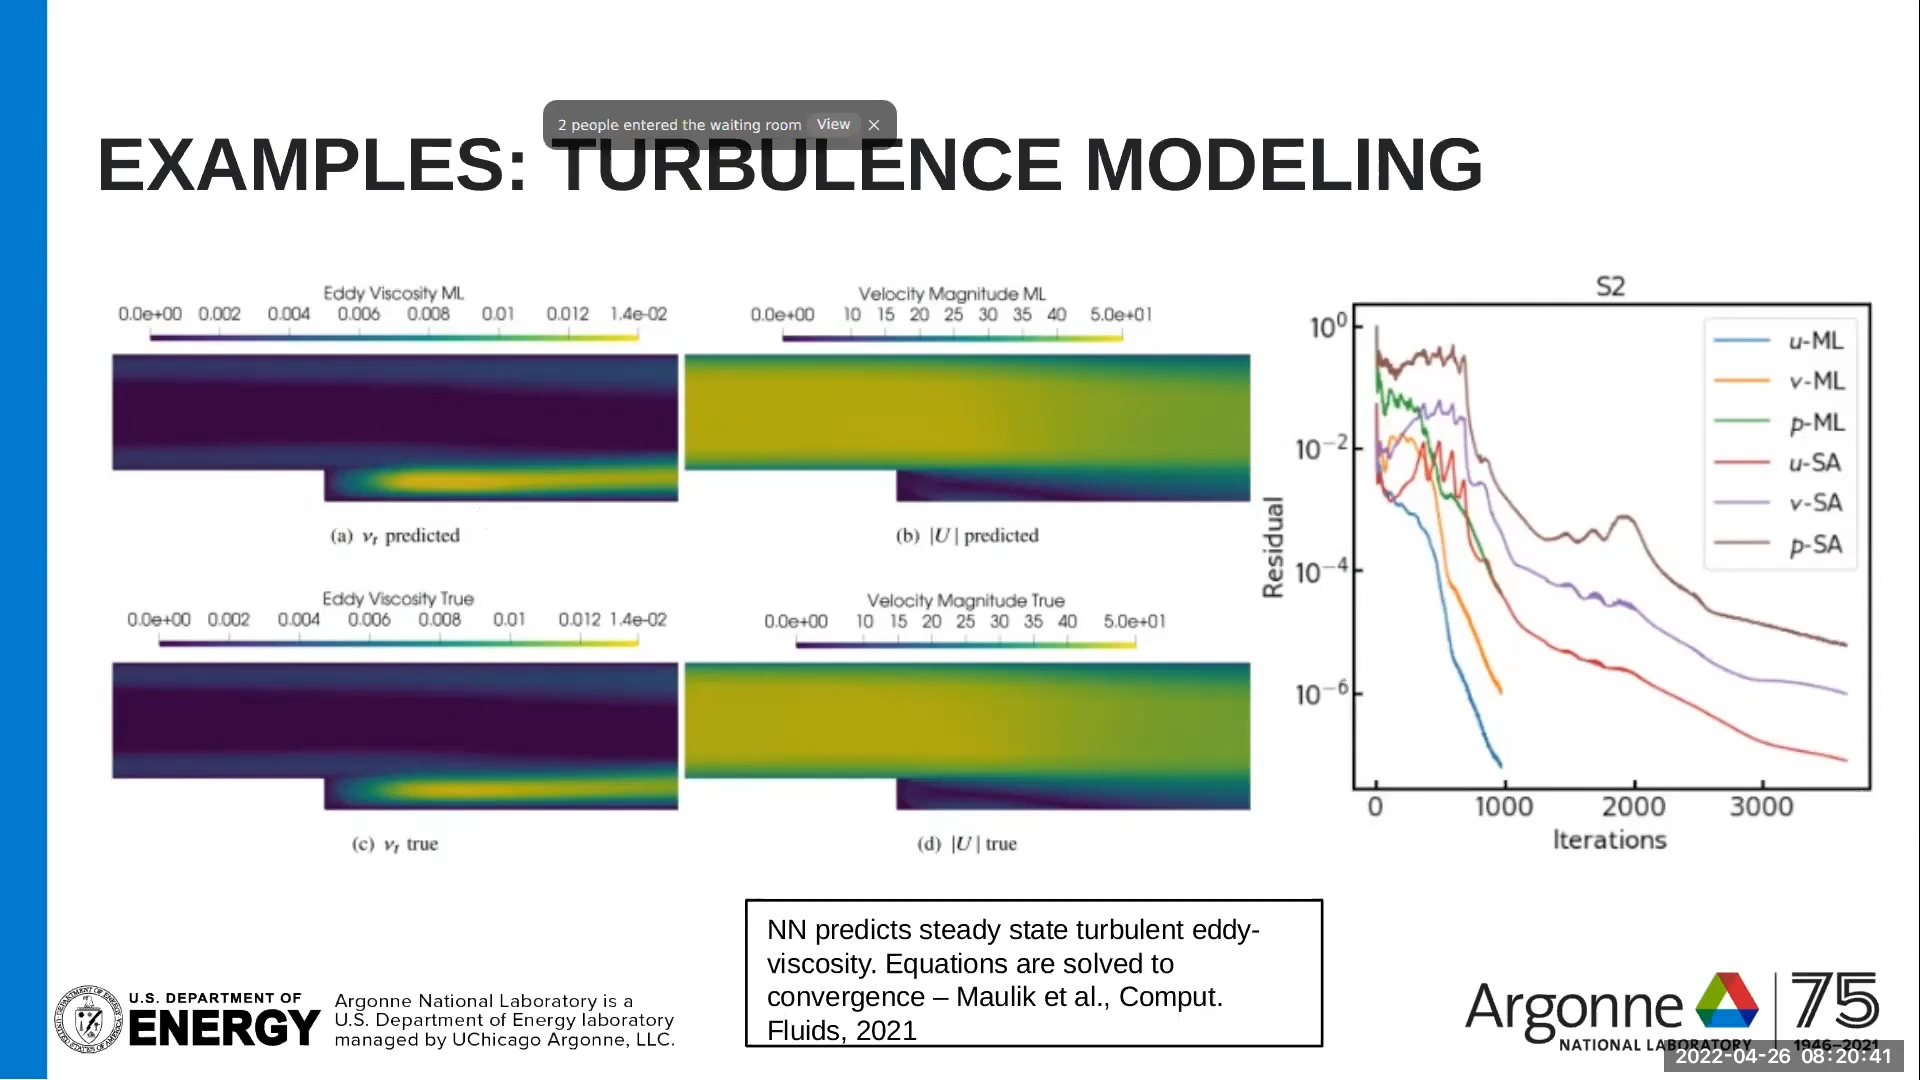 2 people entered the waiting room View ×
EXAMPLES: TURBULENCE MODELING
Eddy Viscosity ML
0.0e+00 0.002 0.004 0.006 0.008 0.01 0.012 1.4e-02
Velocity Magnitude ML
0.0e+00 10 15 20 25 30 35 40 5.0e+01
(a) νt predicted
(b) |U| predicted
Eddy Viscosity True
0.0e+00 0.002 0.004 0.006 0.008 0.01 0.012 1.4e-02
Velocity Magnitude True
0.0e+00 10 15 20 25 30 35 40 5.0e+01
(c) νt true
(d) |U| true
S2
10⁰
10⁻²
10⁻⁴
10⁻⁶
Residual
u-ML
v-ML
p-ML
u-SA
v-SA
p-SA
0 1000 2000 3000
Iterations
NN predicts steady state turbulent eddy-
viscosity. Equations are solved to
convergence – Maulik et al., Comput.
Fluids, 2021
U.S. DEPARTMENT OF
ENERGY
Argonne National Laboratory is a
U.S. Department of Energy laboratory
managed by UChicago Argonne, LLC.
Argonne
NATIONAL LABORATORY
75
1946–2021
2022-04-26 08:20:41